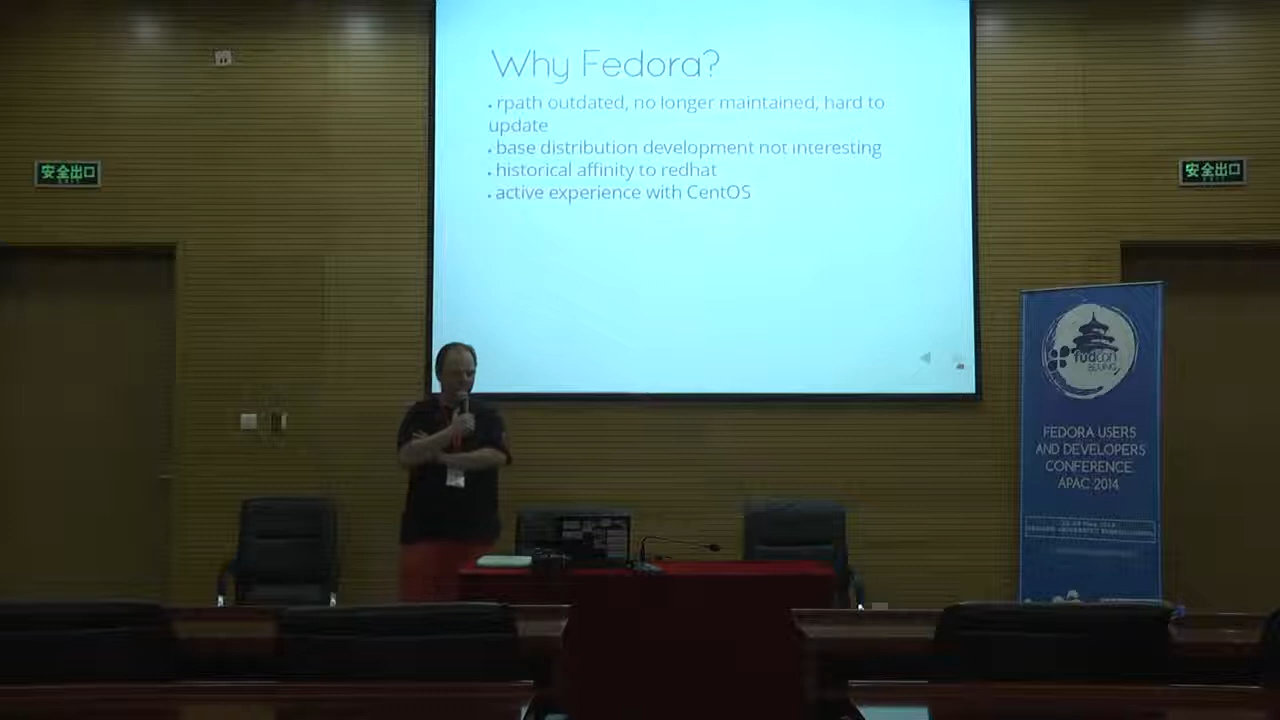 Why Fedora?
• rpath outdated, no longer maintained, hard to
update
• base distribution development not interesting
• historical affinity to redhat
• active experience with CentOS
安全出口
安全出口
fudcon
BEIJING
FEDORA USERS
AND DEVELOPERS
CONFERENCE
APAC 2014